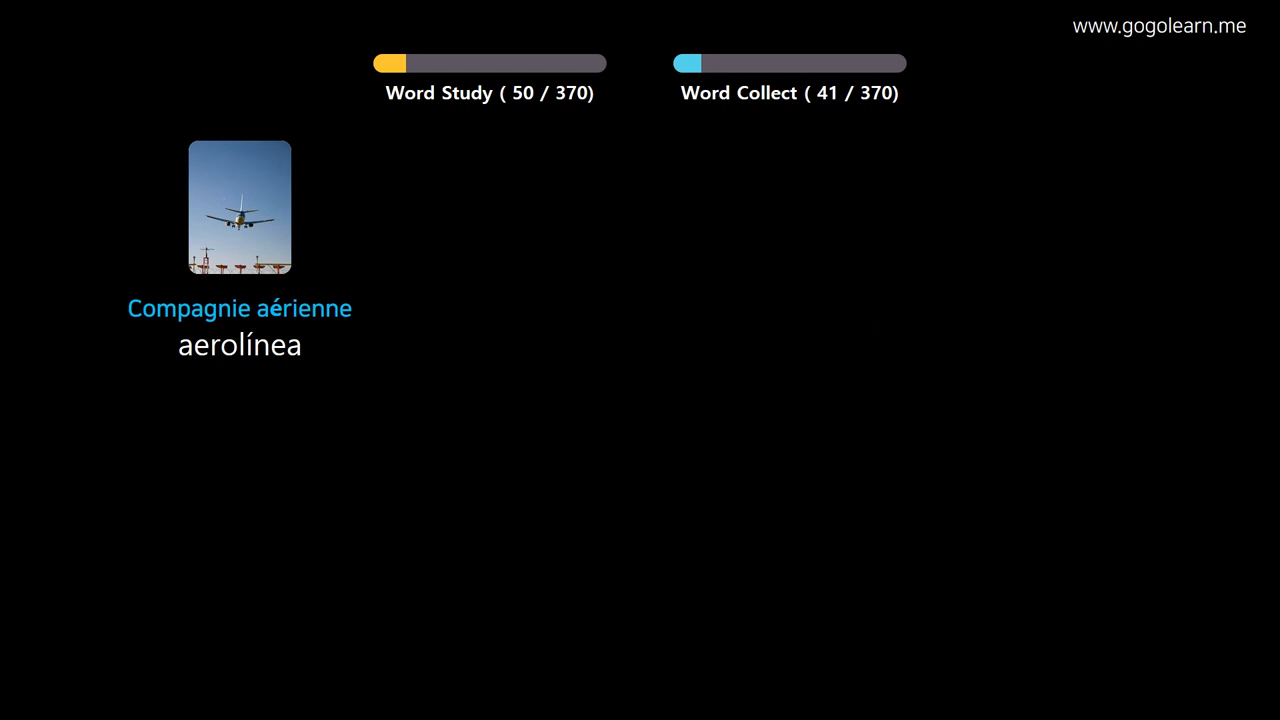 www.gogolearn.me
Word Study ( 50 / 370)
Word Collect ( 41 / 370)
Compagnie aérienne
aerolínea